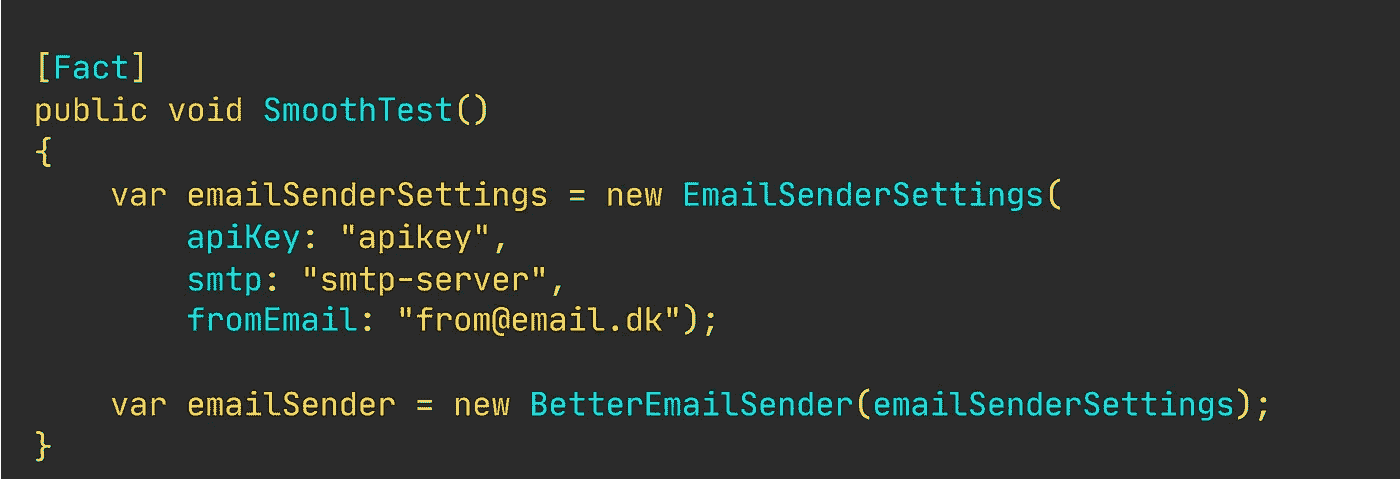 [Fact]
public void SmoothTest()
{
    var emailSenderSettings = new EmailSenderSettings(
        apiKey: "apikey",
        smtp: "smtp-server",
        fromEmail: "from@email.dk");
    var emailSender = new BetterEmailSender(emailSenderSettings);
}